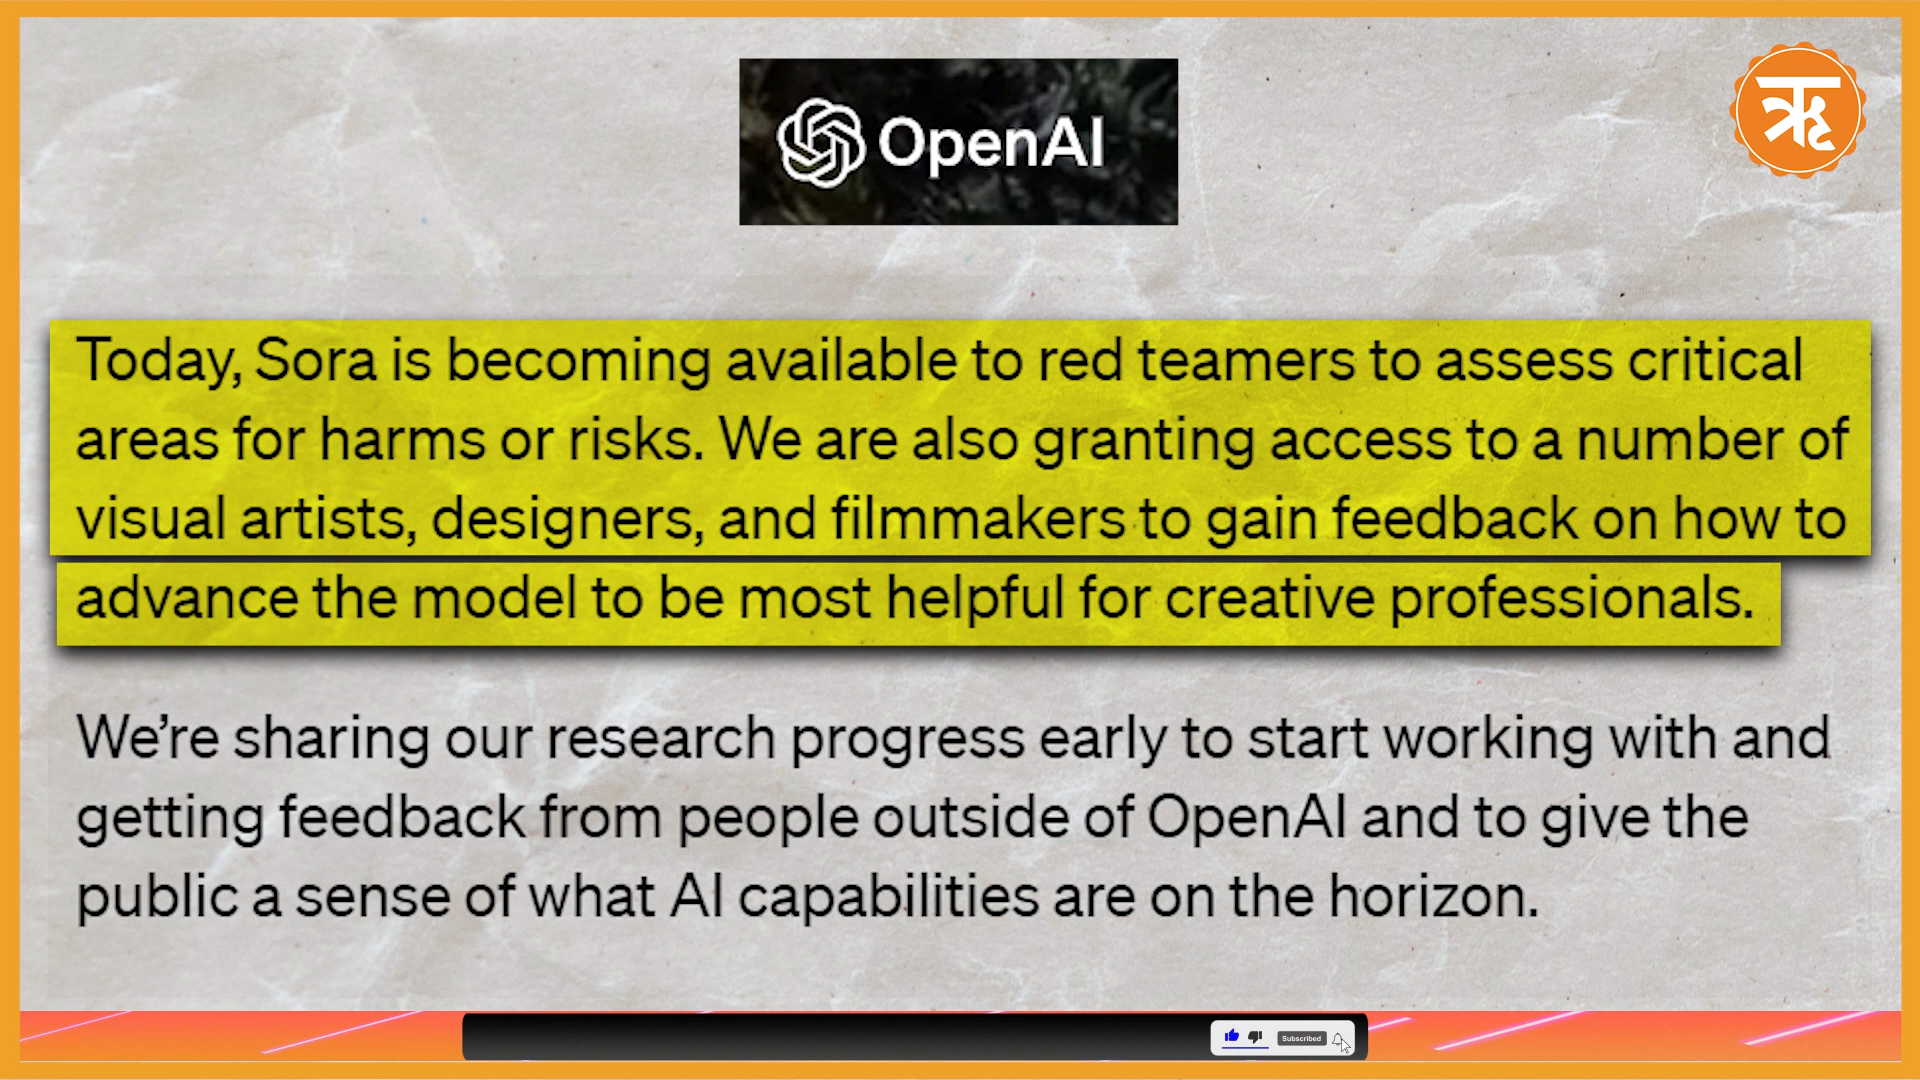 OpenAI
ऋ
Today, Sora is becoming available to red teamers to assess critical
areas for harms or risks. We are also granting access to a number of
visual artists, designers, and filmmakers to gain feedback on how to
advance the model to be most helpful for creative professionals.
We’re sharing our research progress early to start working with and
getting feedback from people outside of OpenAI and to give the
public a sense of what AI capabilities are on the horizon.
Subscribed